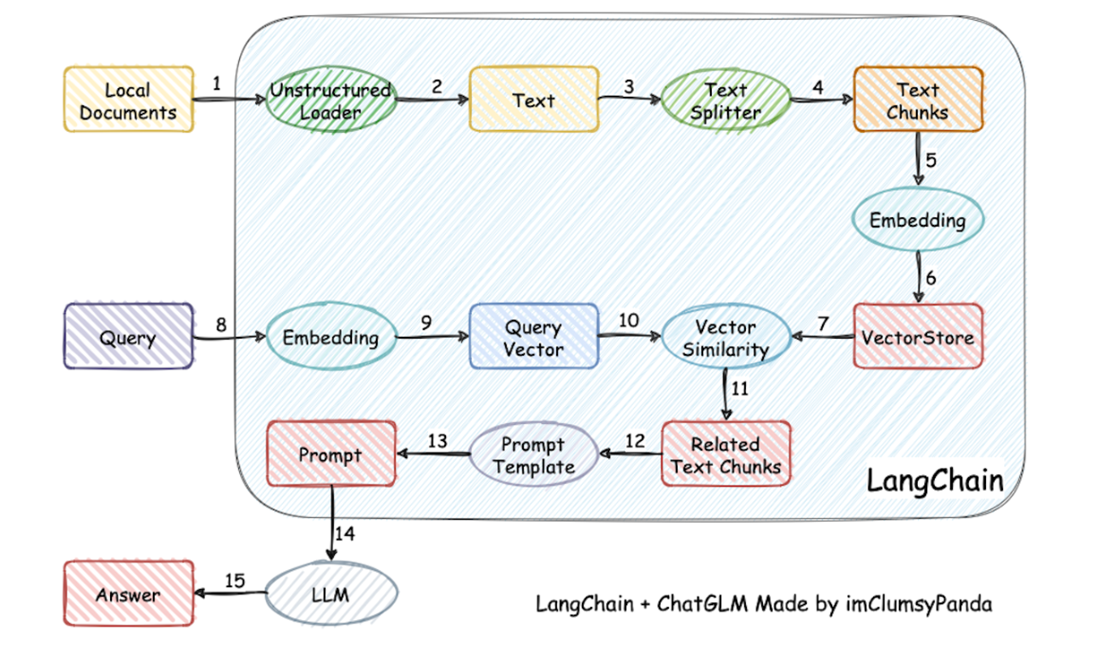 1
2
3
4
Local
Documents
Unstructured
Loader
Text
Text
Splitter
Text
Chunks
5
Embedding
6
8
9
10
7
Query
Embedding
Query
Vector
Vector
Similarity
VectorStore
11
13
12
Prompt
Prompt
Template
Related
Text Chunks
LangChain
14
15
Answer
LLM
LangChain + ChatGLM Made by imClumsyPanda